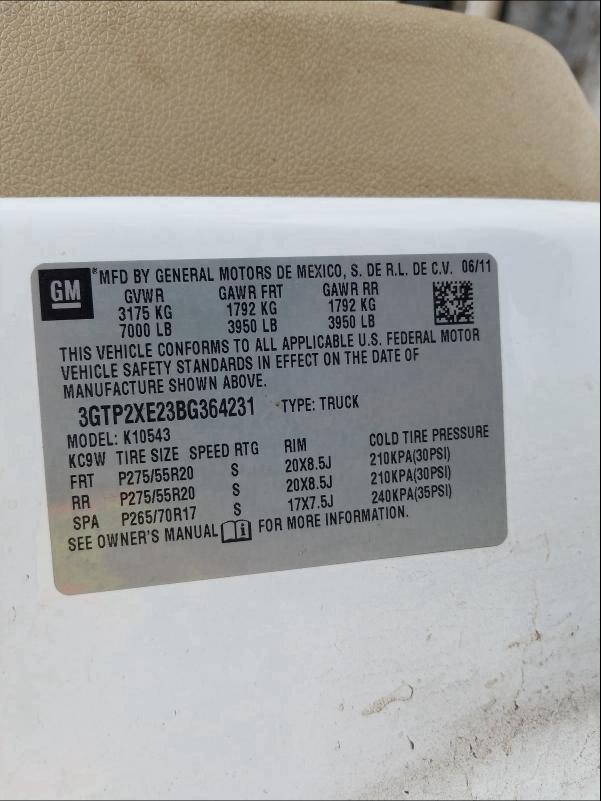 GM ®MFD BY GENERAL MOTORS DE MEXICO, S. DE R.L. DE C.V. 06/11
GVWR GAWR FRT GAWR RR
3175 KG 1792 KG 1792 KG
7000 LB 3950 LB 3950 LB
THIS VEHICLE CONFORMS TO ALL APPLICABLE U.S. FEDERAL MOTOR
VEHICLE SAFETY STANDARDS IN EFFECT ON THE DATE OF
MANUFACTURE SHOWN ABOVE.
3GTP2XE23BG364231 TYPE: TRUCK
MODEL: K10543
KC9W TIRE SIZE SPEED RTG RIM COLD TIRE PRESSURE
FRT P275/55R20 S 20X8.5J 210KPA(30PSI)
RR P275/55R20 S 20X8.5J 210KPA(30PSI)
SPA P265/70R17 S 17X7.5J 240KPA(35PSI)
SEE OWNER'S MANUAL i FOR MORE INFORMATION.